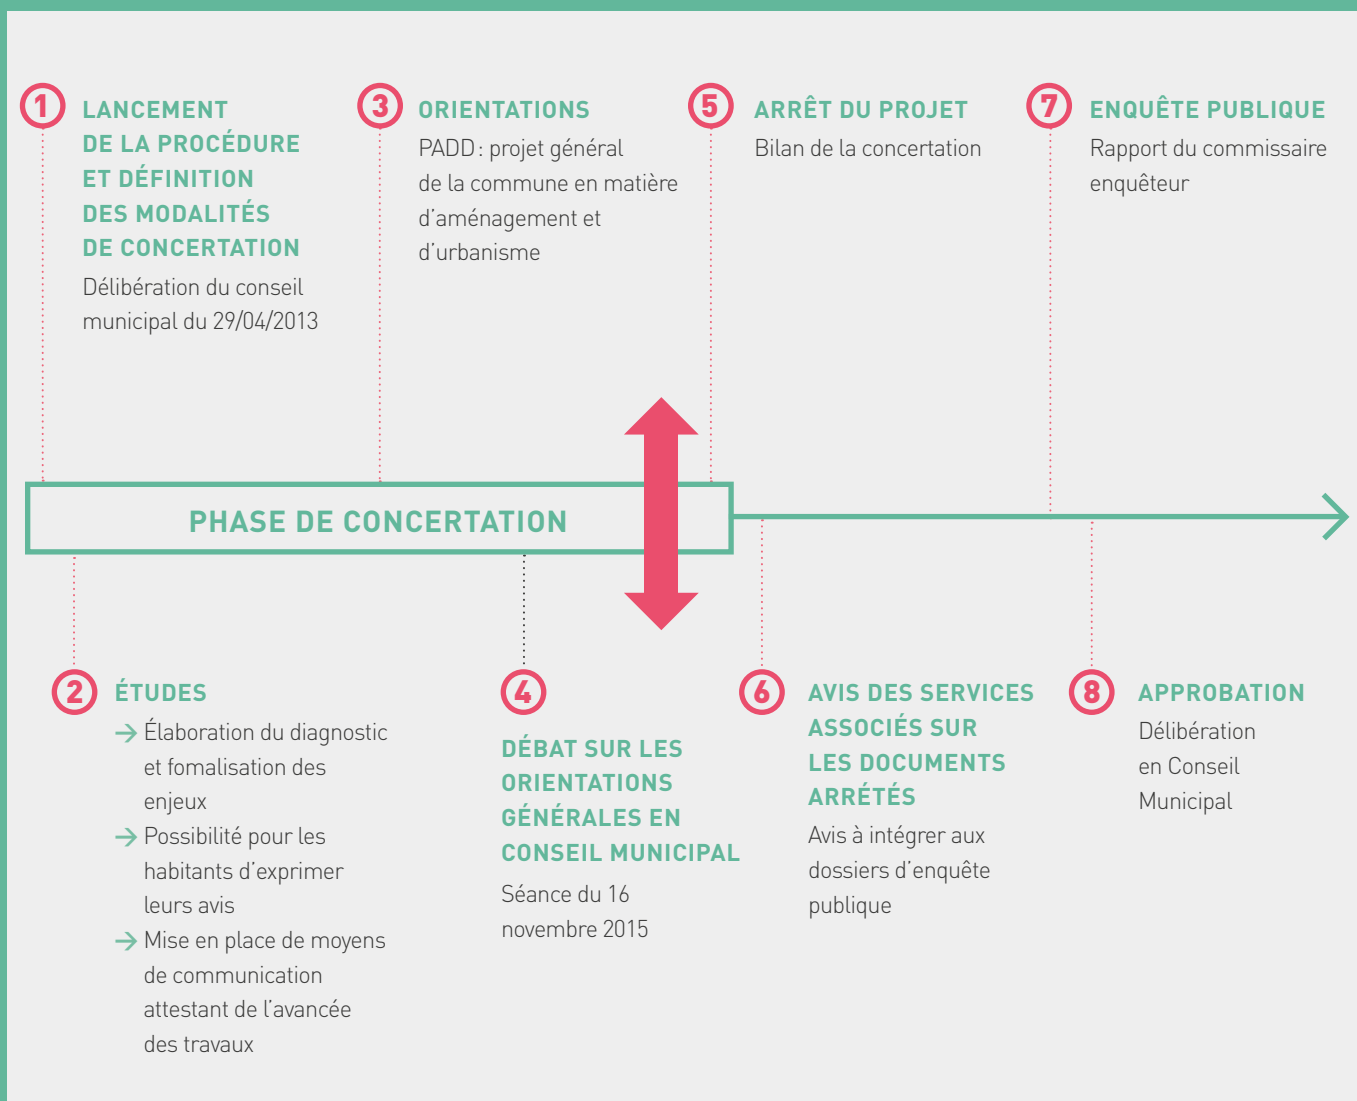 1
LANCEMENT
DE LA PROCÉDURE
ET DÉFINITION
DES MODALITÉS
DE CONCERTATION
Délibération du conseil
municipal du 29/04/2013
3
ORIENTATIONS
PADD : projet général
de la commune en matière
d'aménagement et
d'urbanisme
5
ARRÊT DU PROJET
Bilan de la concertation
7
ENQUÊTE PUBLIQUE
Rapport du commissaire
enquêteur
PHASE DE CONCERTATION
2
ÉTUDES
→ Élaboration du diagnostic
et fomalisation des
enjeux
→ Possibilité pour les
habitants d'exprimer
leurs avis
→ Mise en place de moyens
de communication
attestant de l'avancée
des travaux
4
DÉBAT SUR LES
ORIENTATIONS
GÉNÉRALES EN
CONSEIL MUNICIPAL
Séance du 16
novembre 2015
6
AVIS DES SERVICES
ASSOCIÉS SUR
LES DOCUMENTS
ARRÉTÉS
Avis à intégrer aux
dossiers d'enquête
publique
8
APPROBATION
Délibération
en Conseil
Municipal